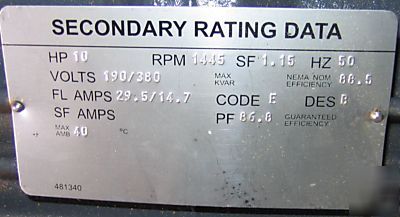 SECONDARY RATING DATA
HP 10 RPM 1445 SF 1.15 HZ 50
VOLTS 190/380 MAX KVAR NEMA NOM EFFICIENCY 88.5
FL AMPS 29.5/14.7 CODE E DES B
SF AMPS PF 86.8 GUARANTEED EFFICIENCY
MAX AMB 40 °C
481340